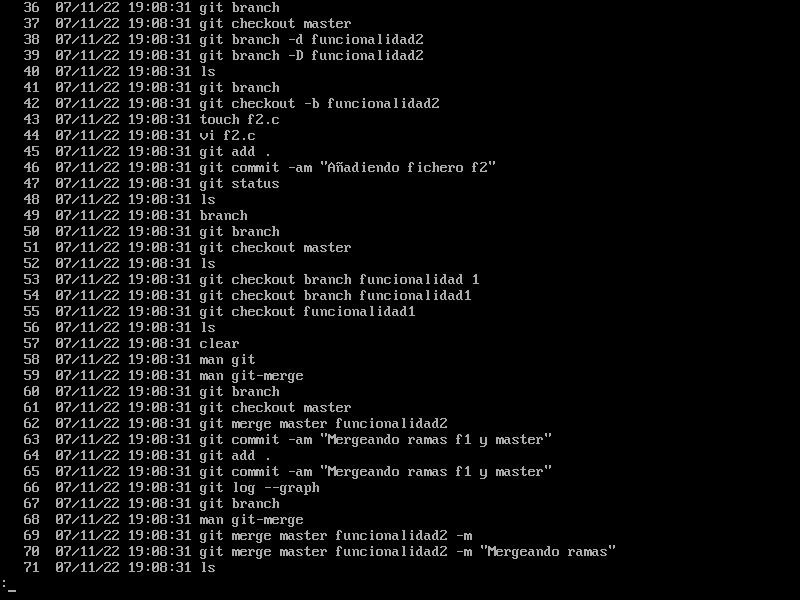 36 07/11/22 19:08:31 git branch
37 07/11/22 19:08:31 git checkout master
38 07/11/22 19:08:31 git branch -d funcionalidad2
39 07/11/22 19:08:31 git branch -D funcionalidad2
40 07/11/22 19:08:31 ls
41 07/11/22 19:08:31 git branch
42 07/11/22 19:08:31 git checkout -b funcionalidad2
43 07/11/22 19:08:31 touch f2.c
44 07/11/22 19:08:31 vi f2.c
45 07/11/22 19:08:31 git add .
46 07/11/22 19:08:31 git commit -am "Añadiendo fichero f2"
47 07/11/22 19:08:31 git status
48 07/11/22 19:08:31 ls
49 07/11/22 19:08:31 branch
50 07/11/22 19:08:31 git branch
51 07/11/22 19:08:31 git checkout master
52 07/11/22 19:08:31 ls
53 07/11/22 19:08:31 git checkout branch funcionalidad 1
54 07/11/22 19:08:31 git checkout branch funcionalidad1
55 07/11/22 19:08:31 git checkout funcionalidad1
56 07/11/22 19:08:31 ls
57 07/11/22 19:08:31 clear
58 07/11/22 19:08:31 man git
59 07/11/22 19:08:31 man git-merge
60 07/11/22 19:08:31 git branch
61 07/11/22 19:08:31 git checkout master
62 07/11/22 19:08:31 git merge master funcionalidad2
63 07/11/22 19:08:31 git commit -am "Mergeando ramas f1 y master"
64 07/11/22 19:08:31 git add .
65 07/11/22 19:08:31 git commit -am "Mergeando ramas f1 y master"
66 07/11/22 19:08:31 git log --graph
67 07/11/22 19:08:31 git branch
68 07/11/22 19:08:31 man git-merge
69 07/11/22 19:08:31 git merge master funcionalidad2 -m
70 07/11/22 19:08:31 git merge master funcionalidad2 -m "Mergeando ramas"
71 07/11/22 19:08:31 ls
:_